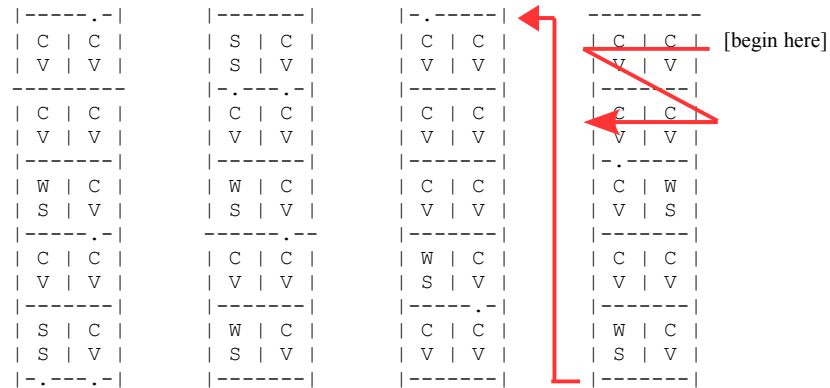 |-----.-| |-------| |-.-----| ---------
| C | C | | S | C | | C | C | | C | C | [begin here]
| V | V | | S | V | | V | V | | V | V |
--------- |-.---.-| |-------| |-------|
| C | C | | C | C | | C | C | | C | C |
| V | V | | V | V | | V | V | | V | V |
|-------| |-------| |-------| |-.-----|
| W | C | | W | C | | C | C | | C | W |
| S | V | | S | V | | V | V | | V | S |
|-----.-| ------.-- |-------| |-------|
| C | C | | C | C | | W | C | | C | C |
| V | V | | V | V | | S | V | | V | V |
|-------| |-------| |-----.-| |-------|
| S | C | | W | C | | C | C | | W | C |
| S | V | | S | V | | V | V | | S | V |
|-.---.-| |-------| |-------| |-------|